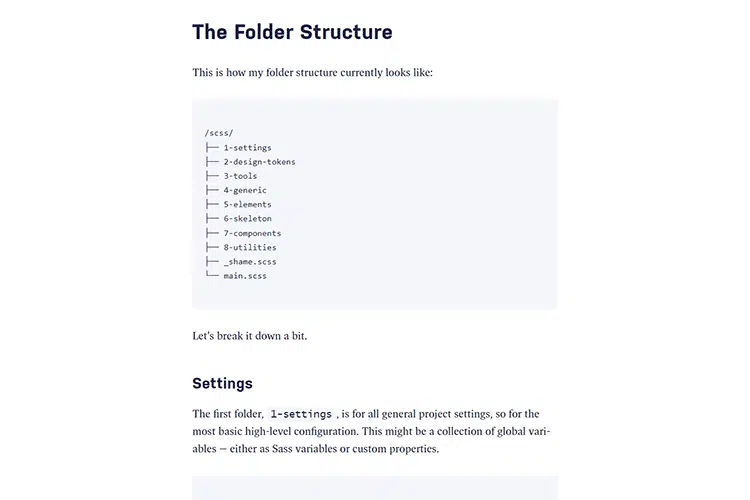 The Folder Structure
This is how my folder structure currently looks like:
/scss/
├── 1-settings
├── 2-design-tokens
├── 3-tools
├── 4-generic
├── 5-elements
├── 6-skeleton
├── 7-components
├── 8-utilities
├── _shame.scss
└── main.scss
Let’s break it down a bit.
Settings
The first folder, 1-settings , is for all general project settings, so for the
most basic high-level configuration. This might be a collection of global vari-
ables — either as Sass variables or custom properties.